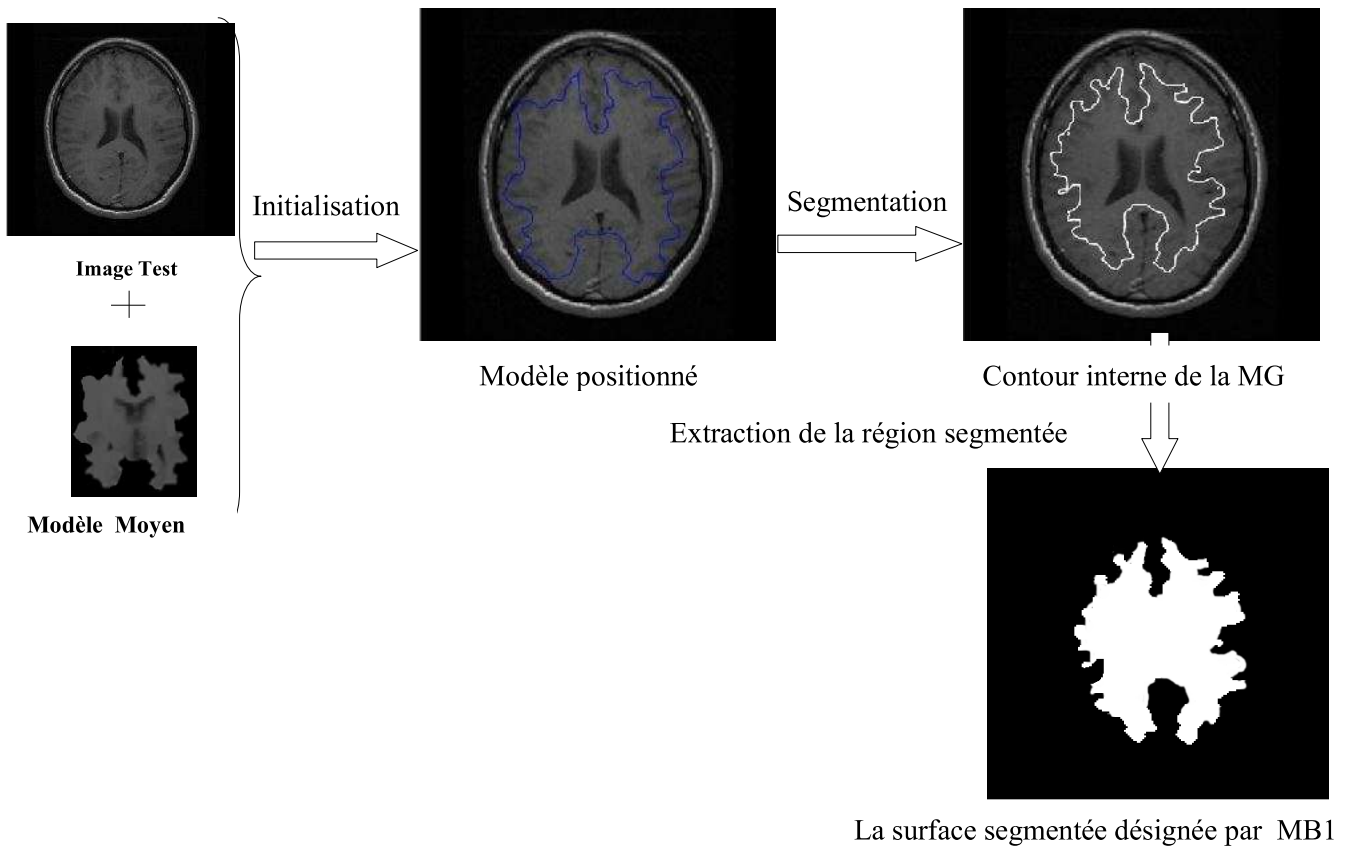 Image Test
Modèle Moyen
Initialisation
Modèle positionné
Segmentation
Contour interne de la MG
Extraction de la région segmentée
La surface segmentée désignée par MB1